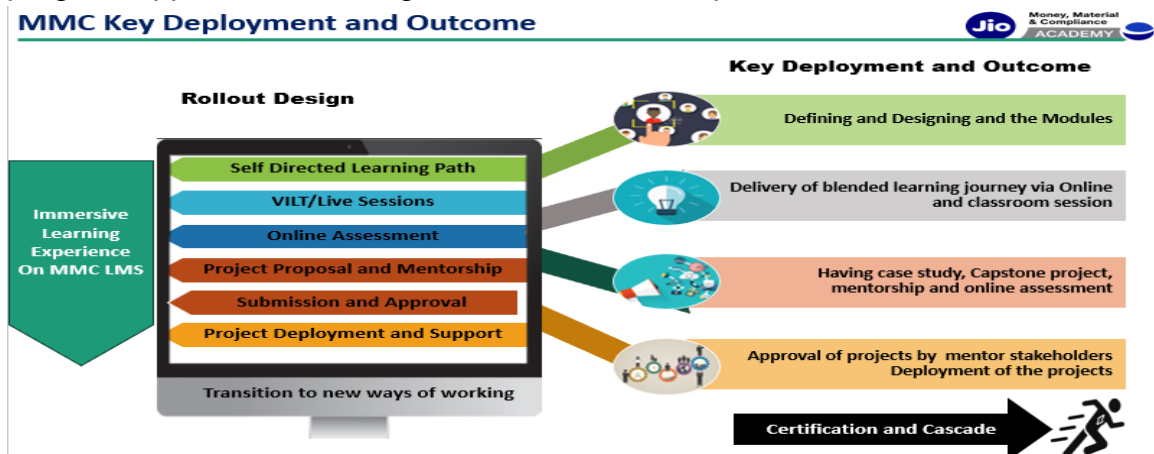 MMC Key Deployment and Outcome
Jio
Money, Material
& Compliance
ACADEMY
Key Deployment and Outcome
Rollout Design
Immersive
Learning
Experience
On MMC LMS
Self Directed Learning Path
VILT/Live Sessions
Online Assessment
Project Proposal and Mentorship
Submission and Approval
Project Deployment and Support
Transition to new ways of working
Defining and Designing and the Modules
Delivery of blended learning journey via Online
and classroom session
Having case study, Capstone project,
mentorship and online assessment
Approval of projects by mentor stakeholders
Deployment of the projects
Certification and Cascade